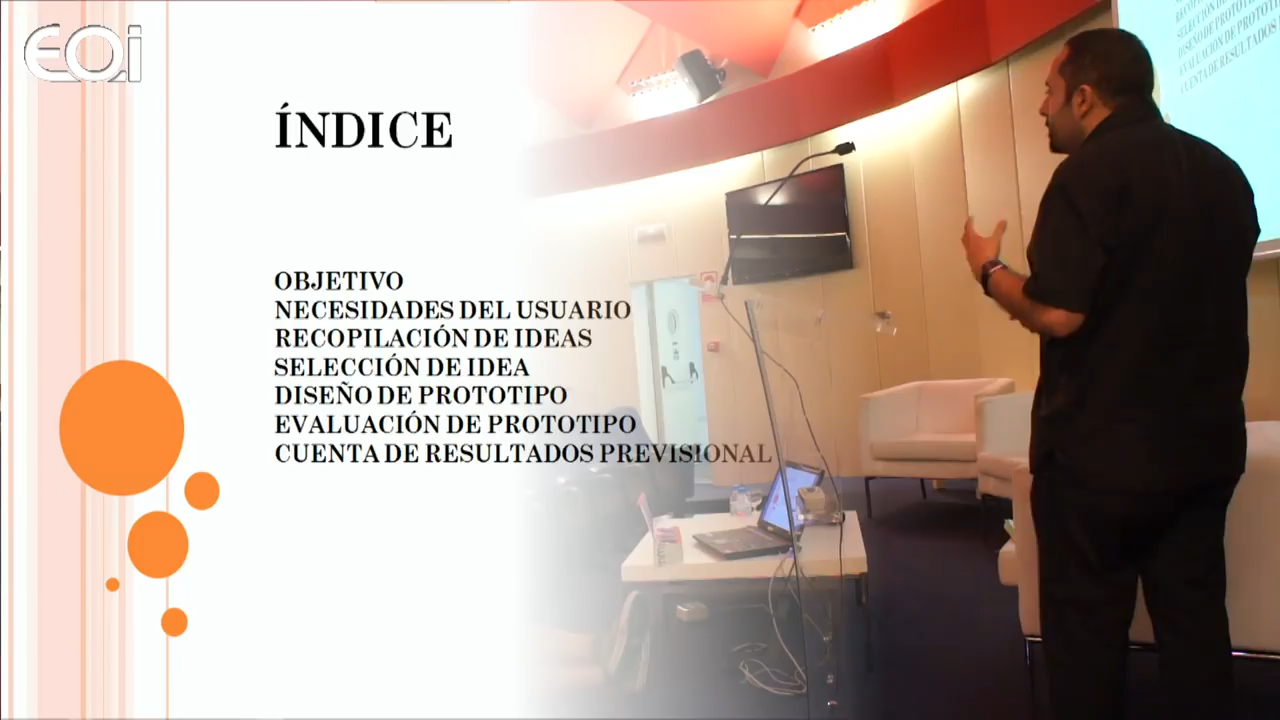 EOi
ÍNDICE
OBJETIVO
NECESIDADES DEL USUARIO
RECOPILACIÓN DE IDEAS
SELECCIÓN DE IDEA
DISEÑO DE PROTOTIPO
EVALUACIÓN DE PROTOTIPO
CUENTA DE RESULTADOS PREVISIONAL